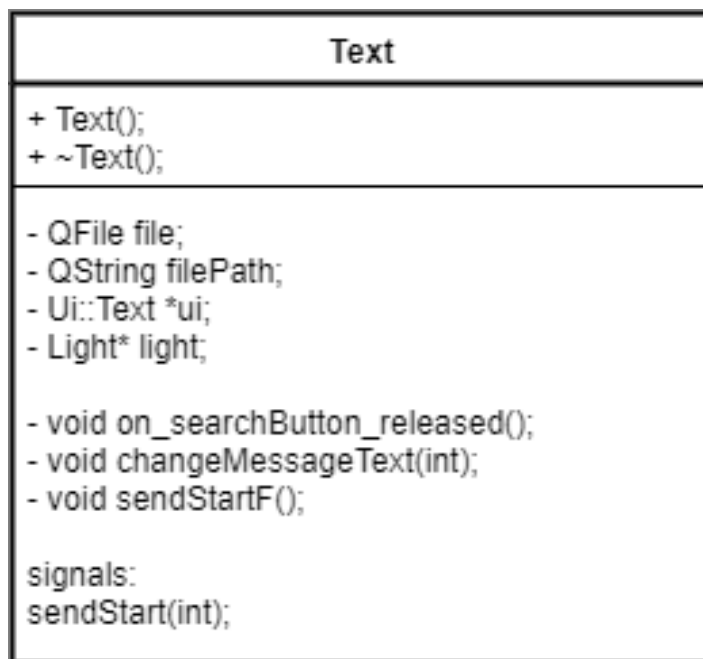 Text
+ Text();
+ ~Text();
- QFile file;
- QString filePath;
- Ui::Text *ui;
- Light* light;
- void on_searchButton_released();
- void changeMessageText(int);
- void sendStartF();
signals:
sendStart(int);